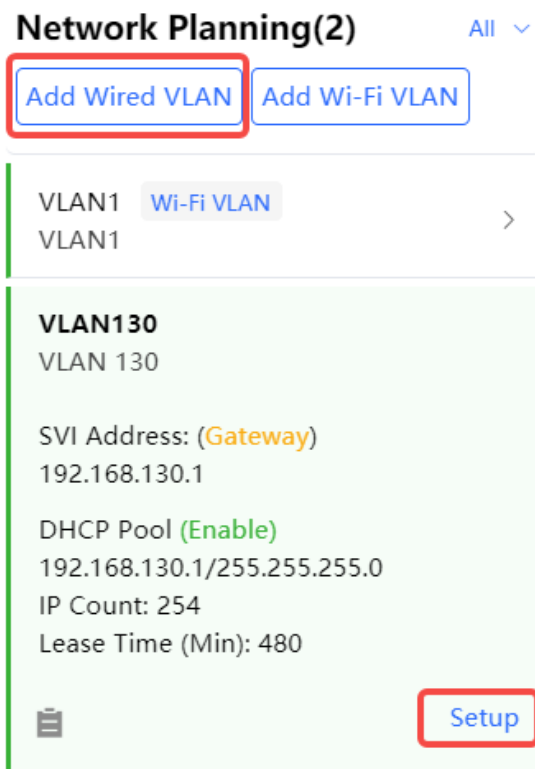 Network Planning(2)
All
Add Wired VLAN
Add Wi-Fi VLAN
VLAN1
Wi-Fi VLAN
VLAN1
VLAN130
VLAN 130
SVI Address: (Gateway)
192.168.130.1
DHCP Pool (Enable)
192.168.130.1/255.255.255.0
IP Count: 254
Lease Time (Min): 480
Setup